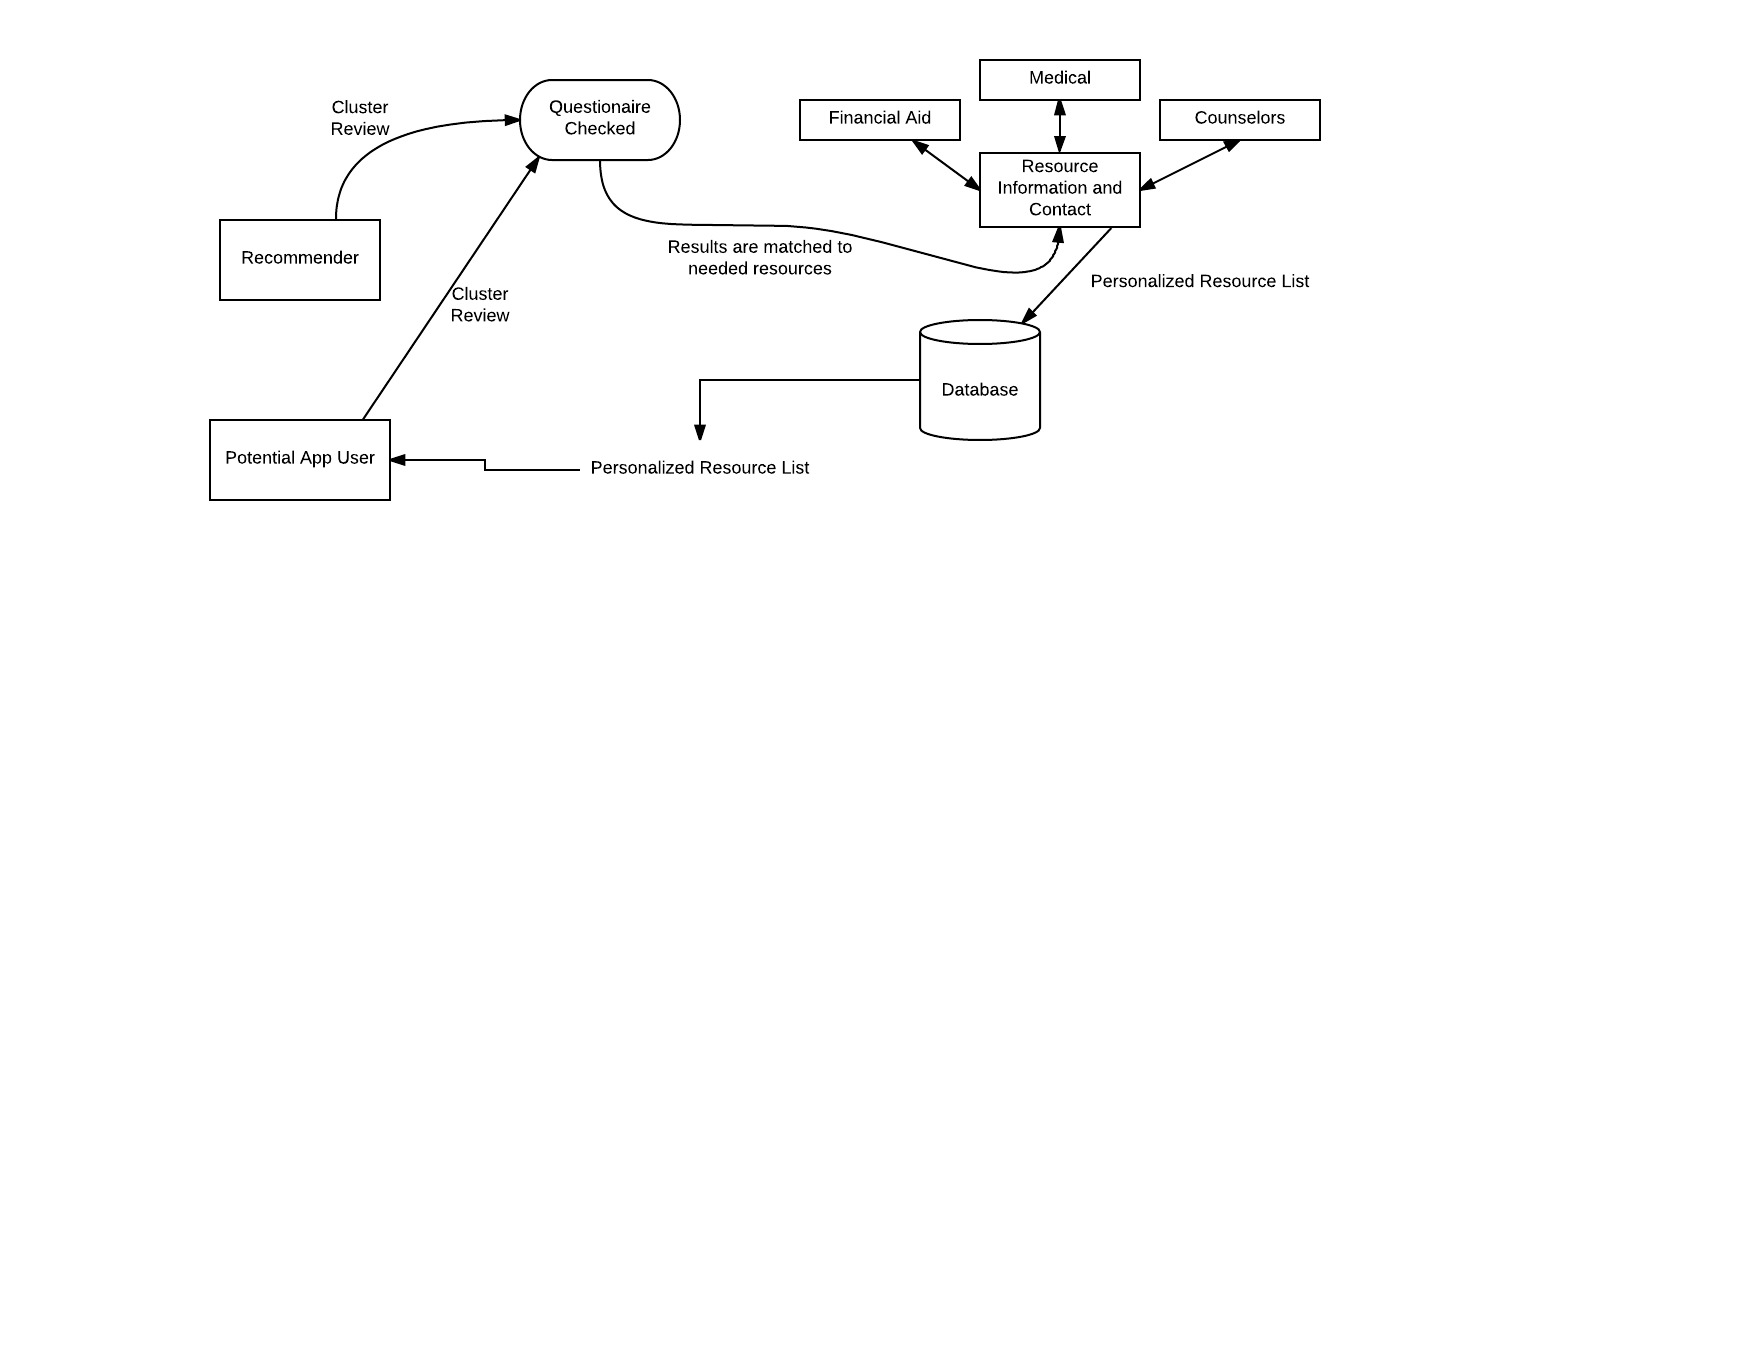 Medical
Cluster
Review
Questionaire
Checked
Financial Aid
Counselors
Resource
Information and
Contact
Recommender
Results are matched to
needed resources
Personalized Resource List
Cluster
Review
Database
Potential App User
Personalized Resource List